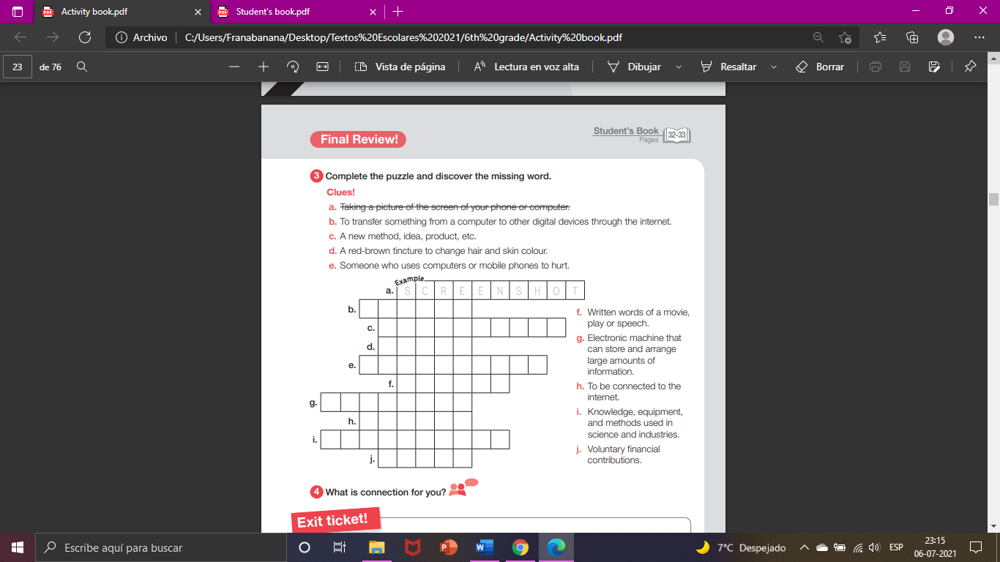 Activity book.pdf
Student's book.pdf
Archivo
C:/Users/Franabanana/Desktop/Textos%20Escolares%202021/6th%20grade/Activity%20book.pdf
23
de 76
Vista de página
Lectura en voz alta
Dibujar
Resaltar
Borrar
Final Review!
Student's Book
Pages
32-33
3 Complete the puzzle and discover the missing word.
Clues!
a. Taking a picture of the screen of your phone or computer.
b. To transfer something from a computer to other digital devices through the internet.
c. A new method, idea, product, etc.
d. A red-brown tincture to change hair and skin colour.
e. Someone who uses computers or mobile phones to hurt.
Example
a. S C R E E N S H O T
b.
c.
d.
e.
f.
g.
h.
i.
j.
f. Written words of a movie,
play or speech.
g. Electronic machine that
can store and arrange
large amounts of
information.
h. To be connected to the
internet.
i. Knowledge, equipment,
and methods used in
science and industries.
j. Voluntary financial
contributions.
4 What is connection for you?
Exit ticket!
Escribe aquí para buscar
7°C Despejado
ESP
23:15
06-07-2021